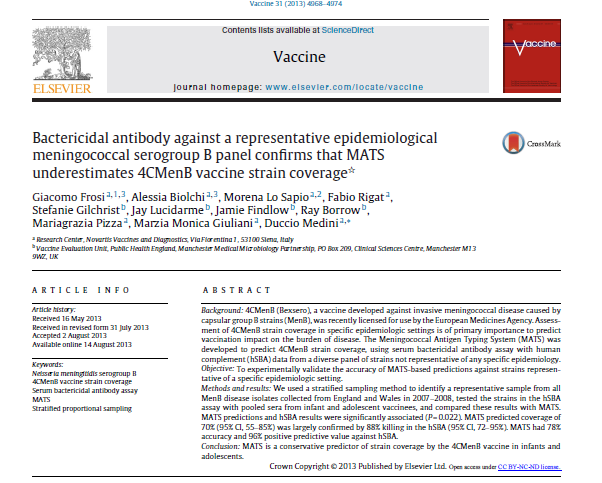 Vaccine 31 (2013) 4968–4974
Contents lists available at ScienceDirect
Vaccine
journal homepage: www.elsevier.com/locate/vaccine
ELSEVIER
Vaccine
Bactericidal antibody against a representative epidemiological
meningococcal serogroup B panel confirms that MATS
underestimates 4CMenB vaccine strain coverage☆
CrossMark
Giacomo Frosi a,1,3, Alessia Biolchi a,3, Morena Lo Sapio a,2, Fabio Rigat a,
Stefanie Gilchrist b, Jay Lucidarme b, Jamie Findlow b, Ray Borrow b,
Mariagrazia Pizza a, Marzia Monica Giuliani a, Duccio Medini a,*
a Research Center, Novartis Vaccines and Diagnostics, Via Fiorentina 1, 53100 Siena, Italy
b Vaccine Evaluation Unit, Public Health England, Manchester Medical Microbiology Partnership, PO Box 209, Clinical Sciences Centre, Manchester M13
9WZ, UK
ARTICLE INFO
Article history:
Received 16 May 2013
Received in revised form 31 July 2013
Accepted 2 August 2013
Available online 14 August 2013
Keywords:
Neisseria meningitidis serogroup B
4CMenB vaccine strain coverage
Serum bactericidal antibody assay
MATS
Stratified proportional sampling
ABSTRACT
Background: 4CMenB (Bexsero), a vaccine developed against invasive meningococcal disease caused by
capsular group B strains (MenB), was recently licensed for use by the European Medicines Agency. Assess-
ment of 4CMenB strain coverage in specific epidemiologic settings is of primary importance to predict
vaccination impact on the burden of disease. The Meningococcal Antigen Typing System (MATS) was
developed to predict 4CMenB strain coverage, using serum bactericidal antibody assay with human
complement (hSBA) data from a diverse panel of strains not representative of any specific epidemiology.
Objective: To experimentally validate the accuracy of MATS-based predictions against strains represen-
tative of a specific epidemiologic setting.
Methods and results: We used a stratified sampling method to identify a representative sample from all
MenB disease isolates collected from England and Wales in 2007–2008, tested the strains in the hSBA
assay with pooled sera from infant and adolescent vaccinees, and compared these results with MATS.
MATS predictions and hSBA results were significantly associated (P = 0.022). MATS predicted coverage of
70% (95% CI, 55–85%) was largely confirmed by 88% killing in the hSBA (95% CI, 72–95%). MATS had 78%
accuracy and 96% positive predictive value against hSBA.
Conclusion: MATS is a conservative predictor of strain coverage by the 4CMenB vaccine in infants and
adolescents.
Crown Copyright © 2013 Published by Elsevier Ltd. Open access under CC BY-NC-ND license.